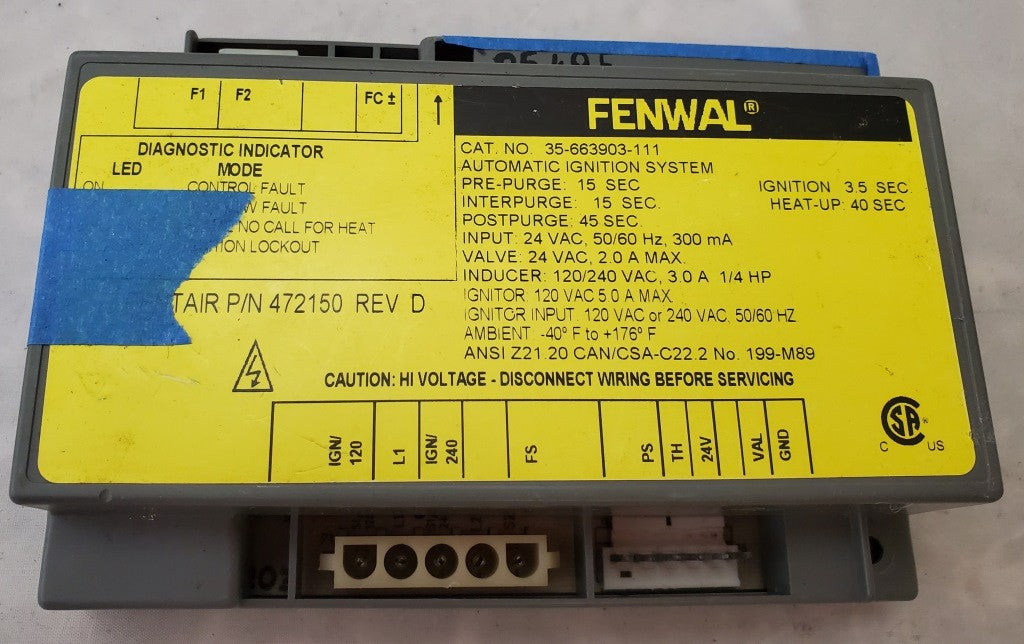 F1 F2 FC ±
FENWAL®
DIAGNOSTIC INDICATOR
LED MODE
ON CONTROL FAULT
FAULT
NO CALL FOR HEAT
LOCKOUT
P/N 472150 REV D
CAT. NO. 35-663903-111
AUTOMATIC IGNITION SYSTEM
PRE-PURGE: 15 SEC
INTERPURGE: 15 SEC.
POSTPURGE: 45 SEC.
IGNITION 3.5 SEC.
HEAT-UP: 40 SEC
INPUT: 24 VAC, 50/60 Hz, 300 mA
VALVE: 24 VAC, 2.0 A MAX.
INDUCER: 120/240 VAC, 3.0 A 1/4 HP
IGNITOR 120 VAC 5.0 A MAX.
IGNITOR INPUT. 120 VAC or 240 VAC, 50/60 HZ
AMBIENT -40° F to +176° F
ANSI Z21.20 CAN/CSA-C22.2 No. 199-M89
CAUTION: HI VOLTAGE - DISCONNECT WIRING BEFORE SERVICING
IGN/
120
L1
IGN/
240
FS
PS
TH
24V
VAL
GND
C SA US